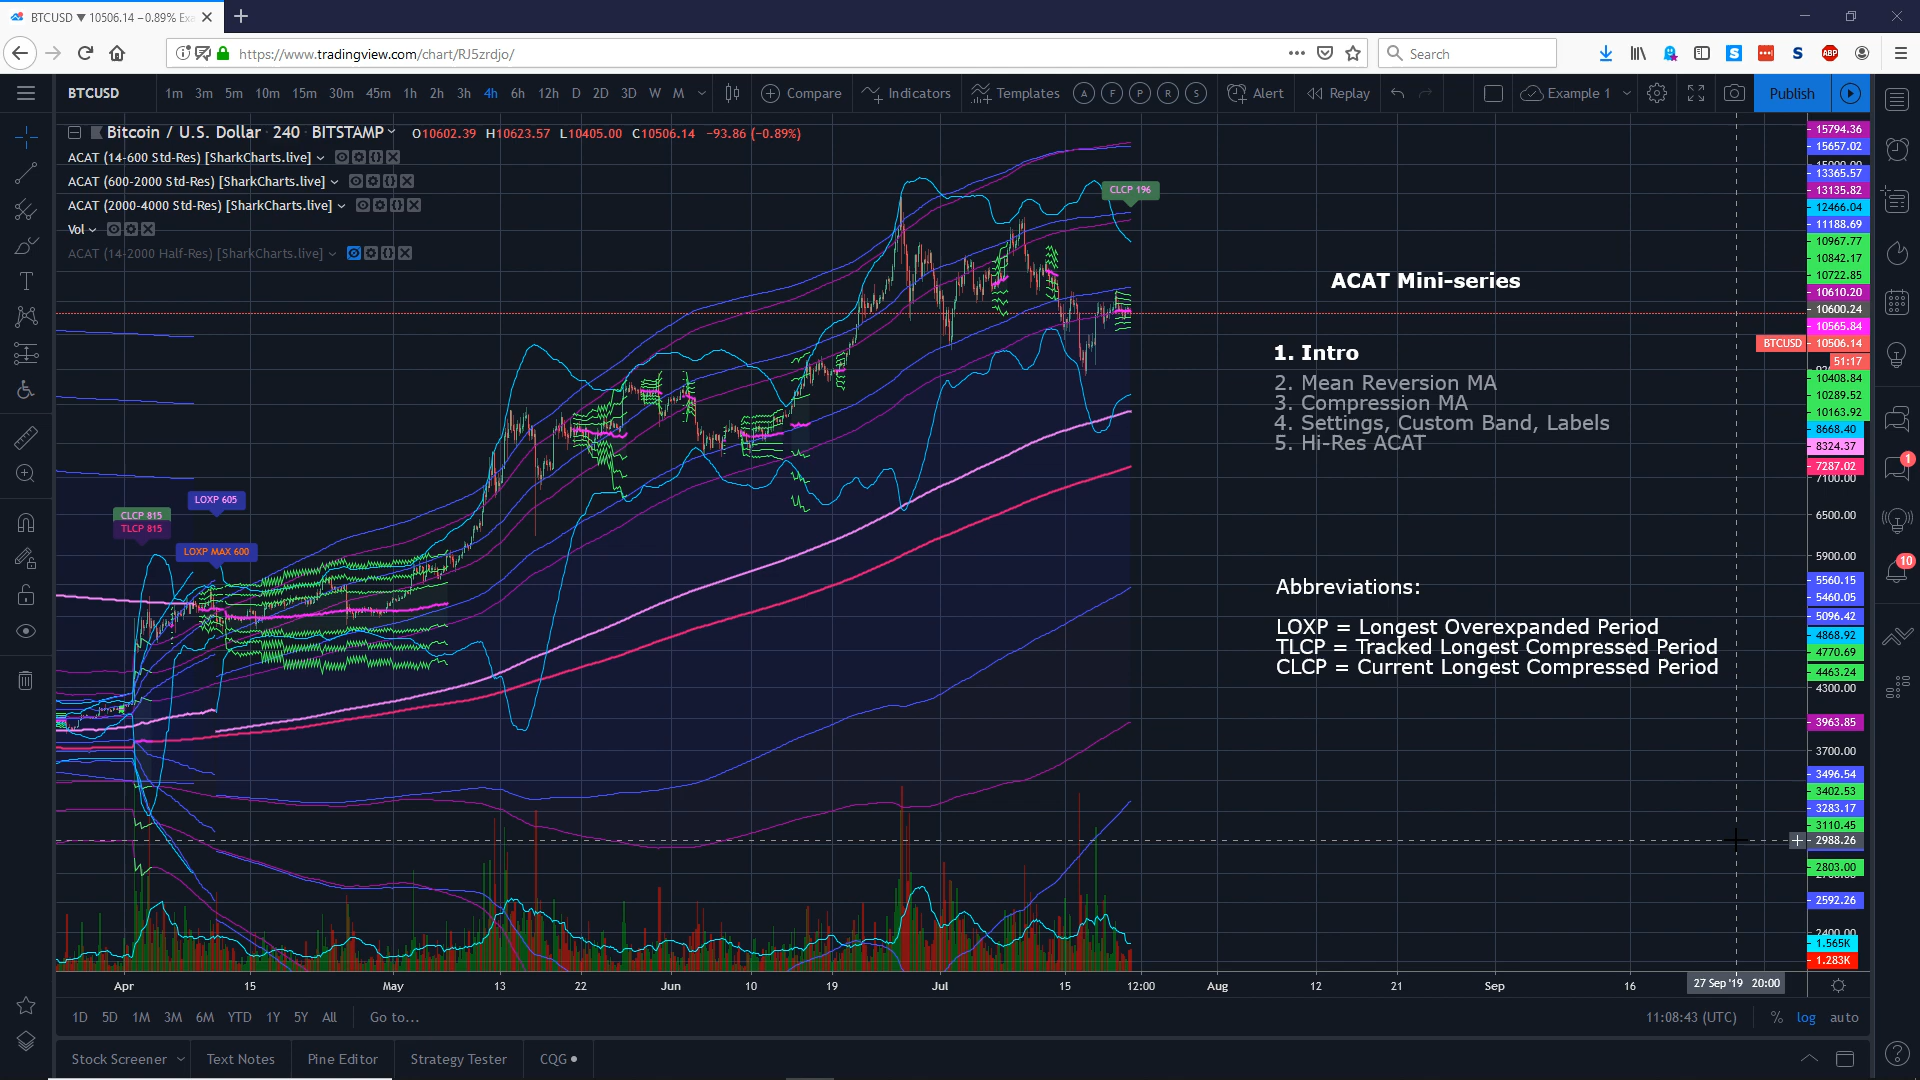 BTCUSD ▼ 10506.14 −0.89% Ex
https://www.tradingview.com/chart/RJ5zrdjo/
Search
ABP
BTCUSD 1m 3m 5m 10m 15m 30m 45m 1h 2h 3h 4h 6h 12h D 2D 3D W M Compare Indicators Templates A F P R S Alert Replay Example 1 Publish
Bitcoin / U.S. Dollar 240 BITSTAMP O10602.39 H10623.57 L10405.00 C10506.14 −93.86 (−0.89%)
ACAT (14-600 Std-Res) [SharkCharts.live]
ACAT (600-2000 Std-Res) [SharkCharts.live]
ACAT (2000-4000 Std-Res) [SharkCharts.live]
Vol
ACAT (14-2000 Half-Res) [SharkCharts.live]
CLCP 196
ACAT Mini-series
1. Intro
2. Mean Reversion MA
3. Compression MA
4. Settings, Custom Band, Labels
5. Hi-Res ACAT
LOXP 605
CLCP 815
TLCP 815
LOXP MAX 600
Abbreviations:
LOXP = Longest Overexpanded Period
TLCP = Tracked Longest Compressed Period
CLCP = Current Longest Compressed Period
15794.36
15657.02
13365.57
13135.82
12466.04
11188.69
10967.77
10842.17
10722.85
10610.20
10600.24
10565.84
BTCUSD 10506.14
51:17
10408.84
10289.52
10163.92
8668.40
8324.37
7287.02
7100.00
6500.00
5900.00
5560.15
5460.05
5096.42
4868.92
4770.69
4463.24
4300.00
3963.85
3700.00
3496.54
3402.53
3283.17
3110.45
2988.26
2803.00
2592.26
2400.00
1.565K
1.283K
1
10
Apr 15 May 13 22 Jun 10 19 Jul 15 12:00 Aug 12 21 Sep 16 27 Sep '19 20:00
1D 5D 1M 3M 6M YTD 1Y 5Y All Go to... 11:08:43 (UTC) % log auto
Stock Screener Text Notes Pine Editor Strategy Tester CQG